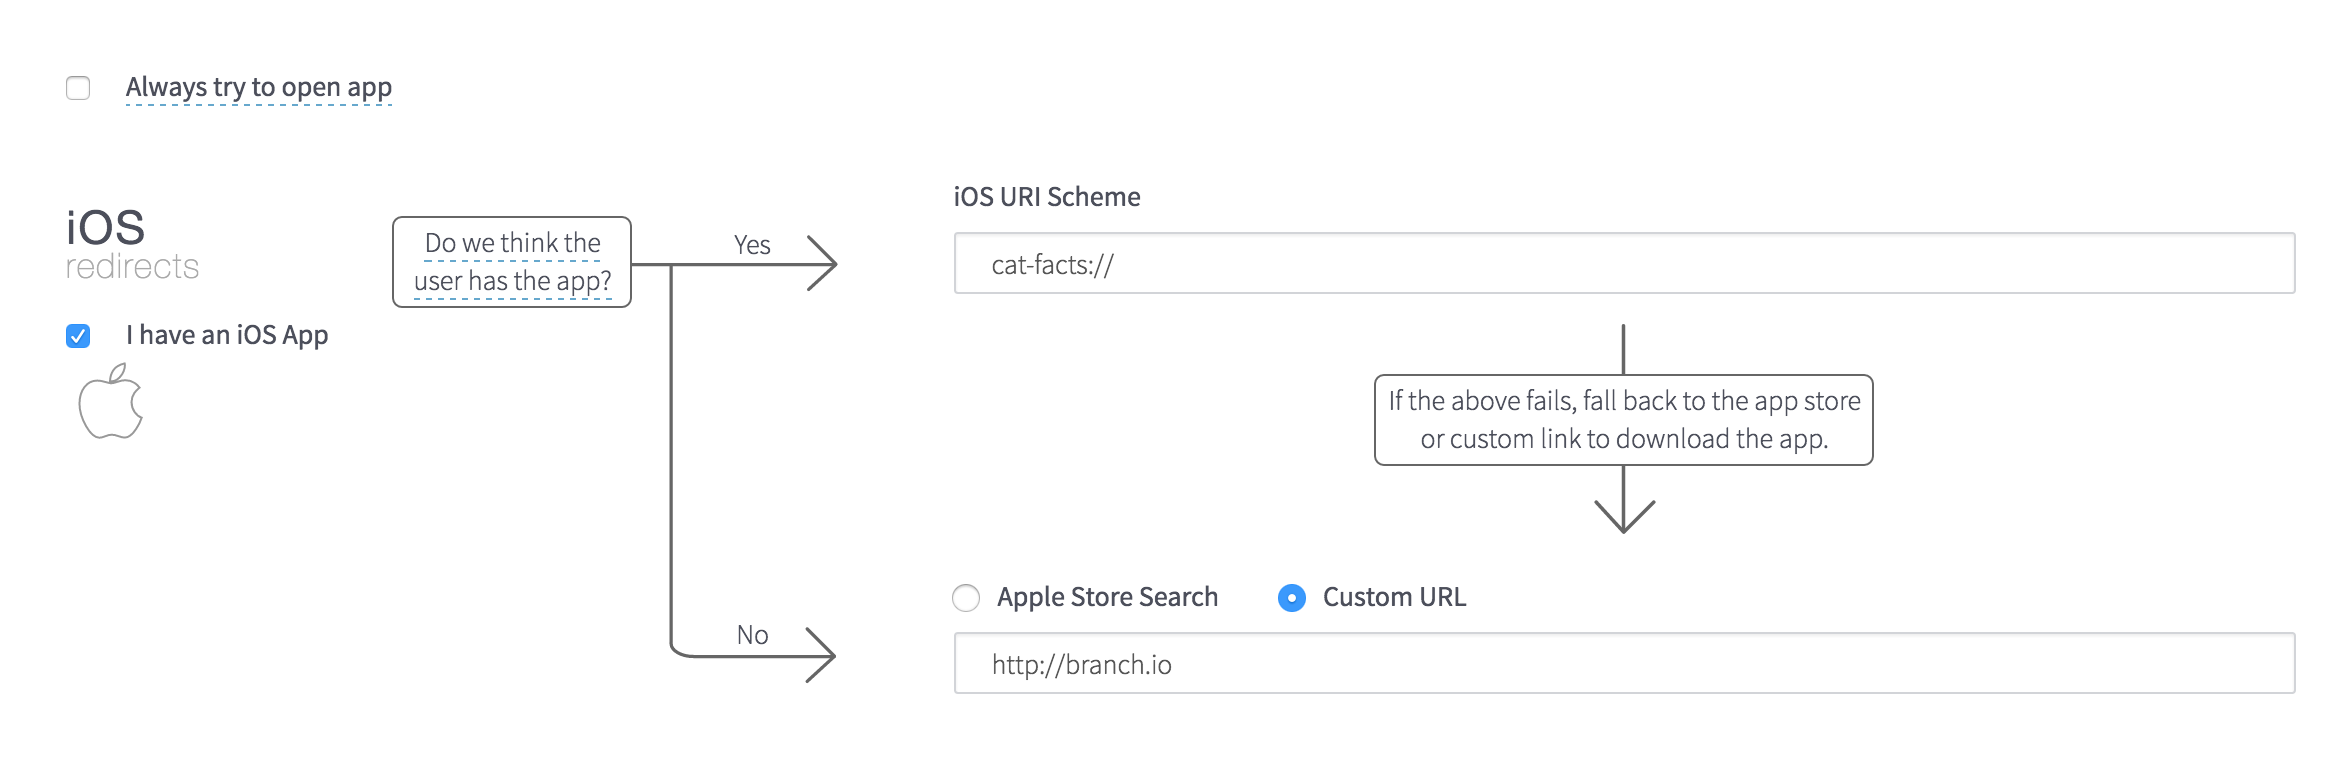 Always try to open app
iOS
redirects
I have an iOS App
Do we think the
user has the app?
Yes
No
iOS URI Scheme
cat-facts://
If the above fails, fall back to the app store
or custom link to download the app.
Apple Store Search
Custom URL
http://branch.io